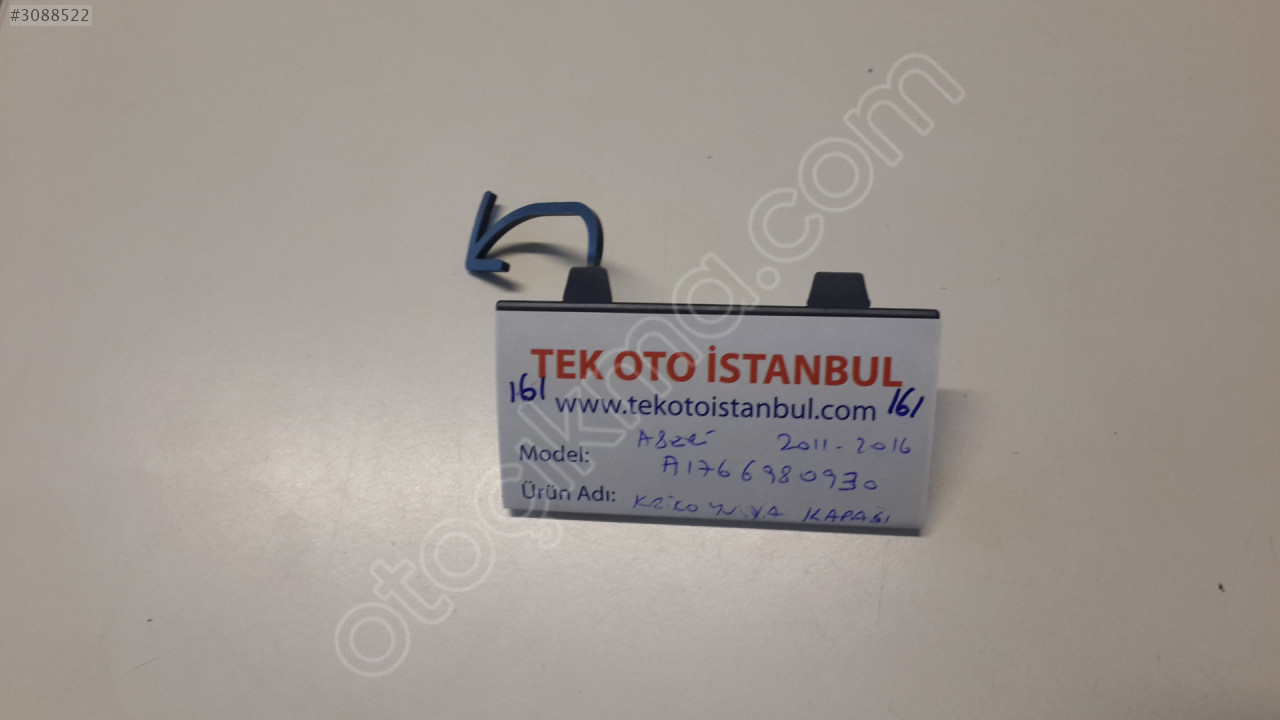 #3088522
otoçıkma.com
TEK OTO İSTANBUL
161 www.tekotoistanbul.com 161
2011-2016
Model: A1766980930
Ürün Adı: KRİKO YUVA KAPAĞI